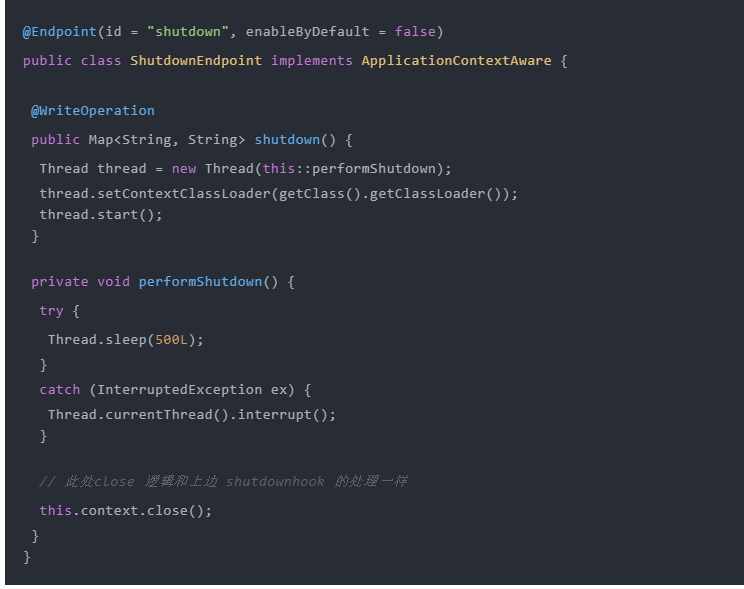 @Endpoint(id = "shutdown", enableByDefault = false)
public class ShutdownEndpoint implements ApplicationContextAware {
@WriteOperation
public Map<String, String> shutdown() {
Thread thread = new Thread(this::performShutdown);
thread.setContextClassLoader(getClass().getClassLoader());
thread.start();
}
private void performShutdown() {
try {
Thread.sleep(500L);
}
catch (InterruptedException ex) {
Thread.currentThread().interrupt();
}
// 此处close 逻辑和上边 shutdownhook 的处理一样
this.context.close();
}
}